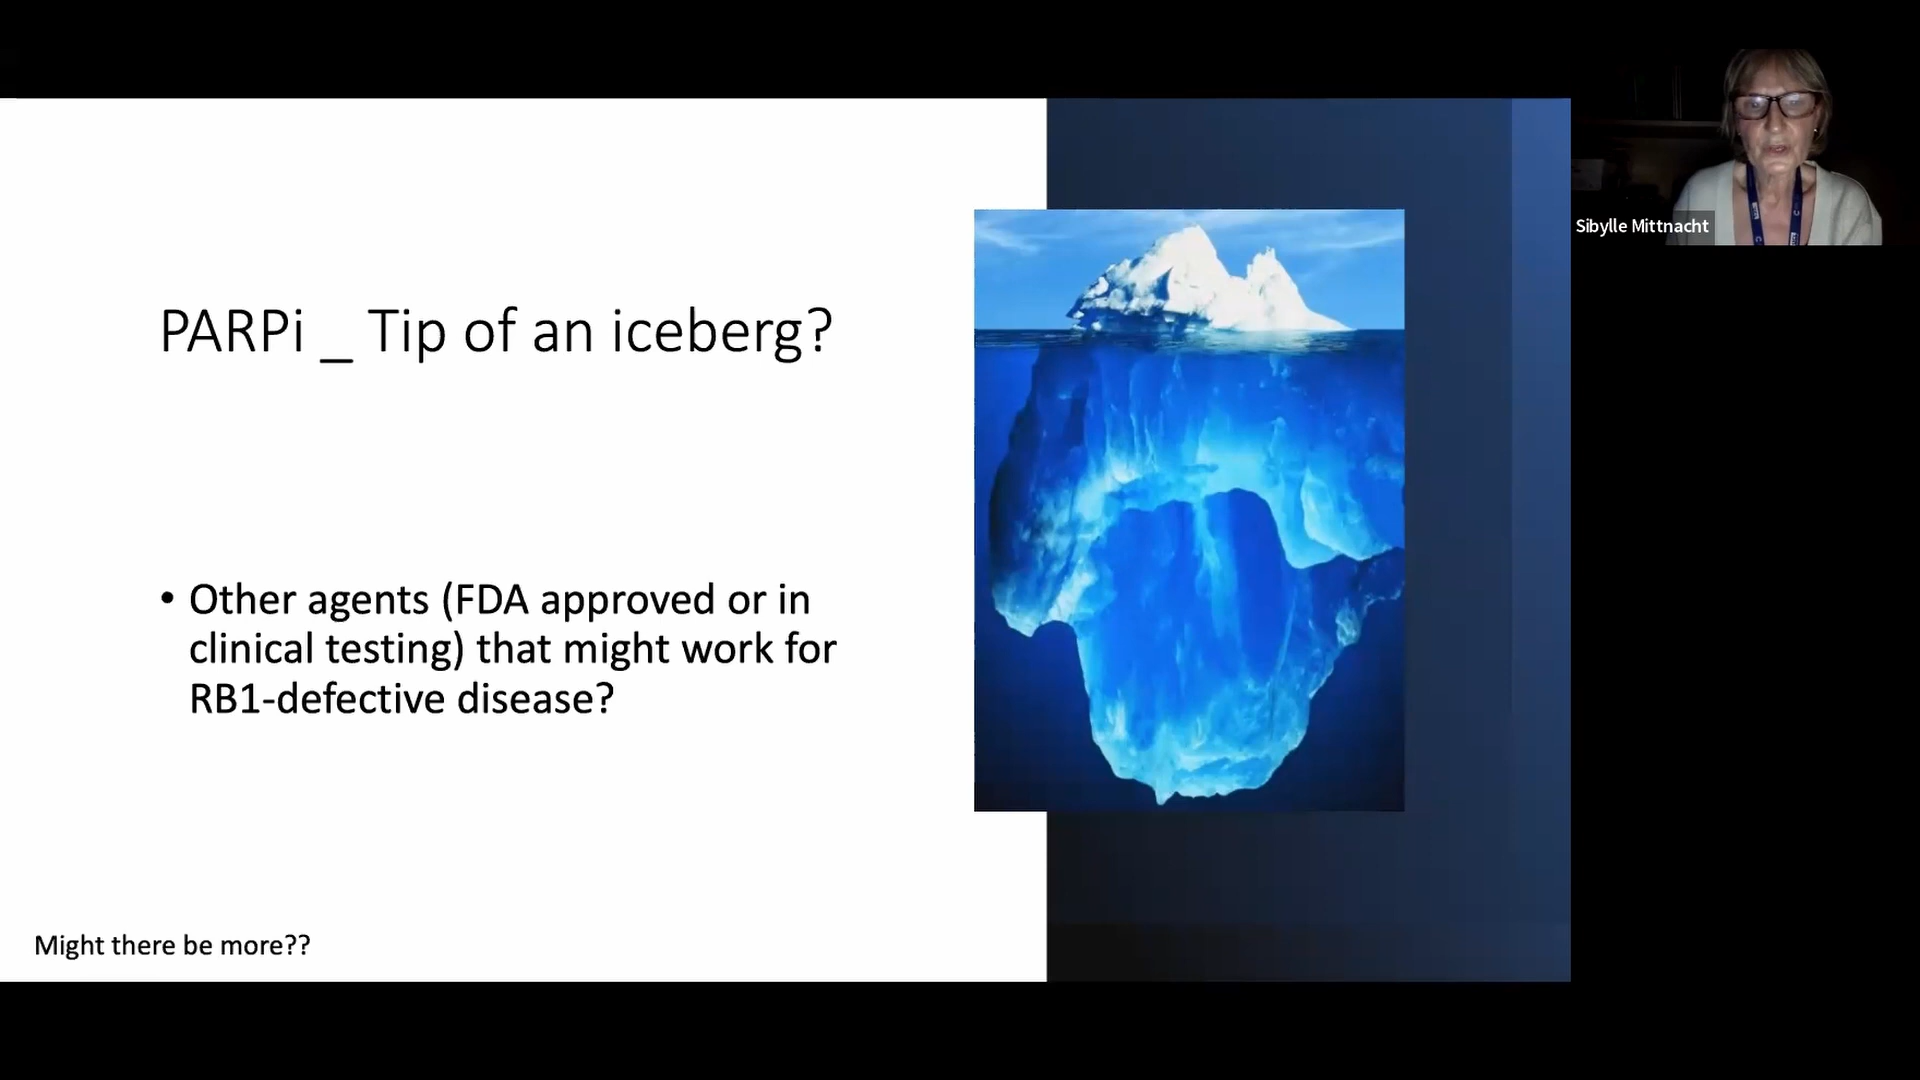 PARPi _ Tip of an iceberg?
• Other agents (FDA approved or in
clinical testing) that might work for
RB1-defective disease?
Might there be more??
Sibylle Mittnacht